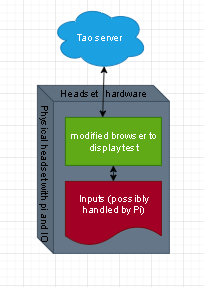 Tao server
Headset hardware
Physical headset with pi and IO
modified browser to
display test
Inputs (possibly
handled by Pi)